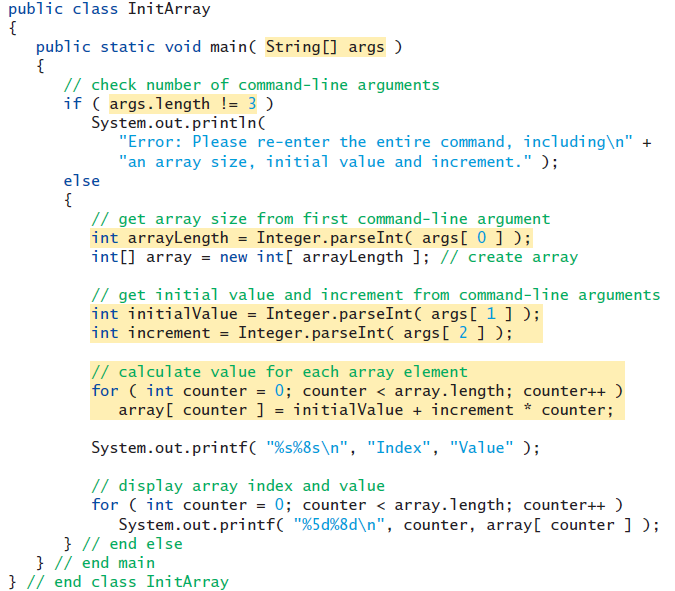 public class InitArray
{
   public static void main( String[] args )
   {
      // check number of command-line arguments
      if ( args.length != 3 )
         System.out.println(
            "Error: Please re-enter the entire command, including\n" +
            "an array size, initial value and increment." );
      else
      {
         // get array size from first command-line argument
         int arrayLength = Integer.parseInt( args[ 0 ] );
         int[] array = new int[ arrayLength ]; // create array

         // get initial value and increment from command-line arguments
         int initialValue = Integer.parseInt( args[ 1 ] );
         int increment = Integer.parseInt( args[ 2 ] );

         // calculate value for each array element
         for ( int counter = 0; counter < array.length; counter++ )
            array[ counter ] = initialValue + increment * counter;

         System.out.printf( "%s%8s\n", "Index", "Value" );

         // display array index and value
         for ( int counter = 0; counter < array.length; counter++ )
            System.out.printf( "%5d%8d\n", counter, array[ counter ] );
      } // end else
   } // end main
} // end class InitArray